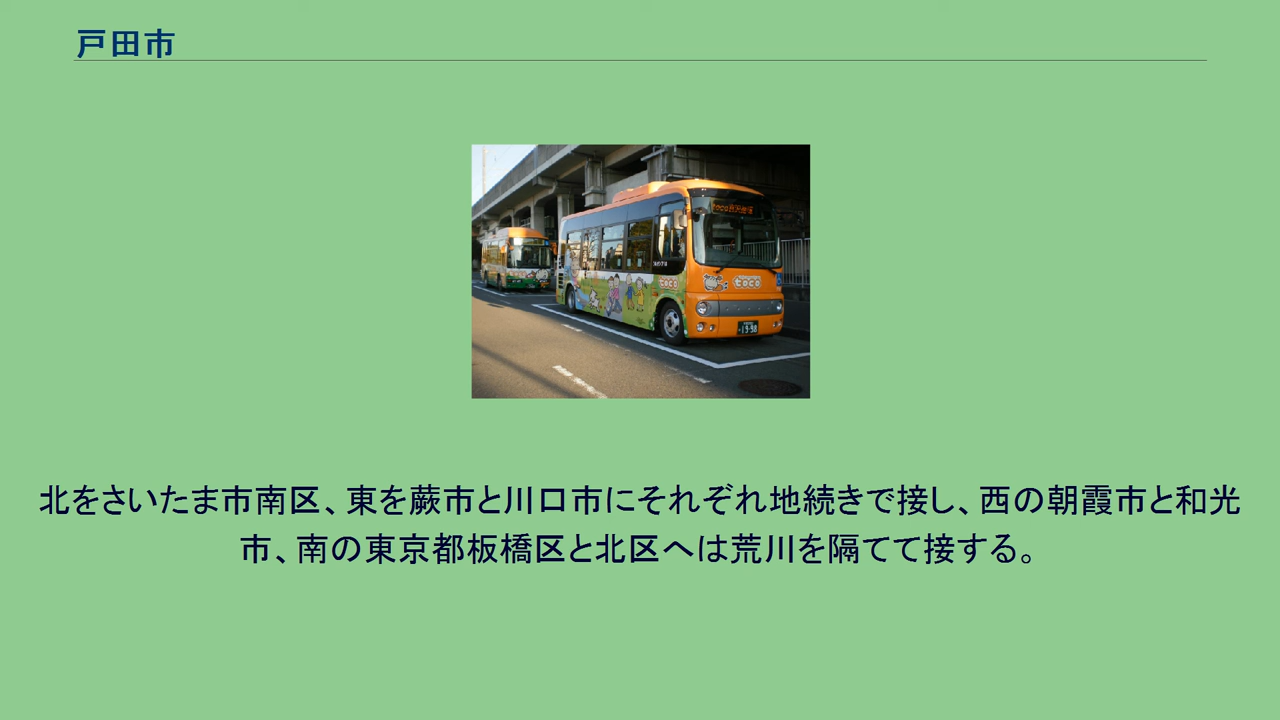 戸田市
toco
toco
1998
北をさいたま市南区、東を蕨市と川口市にそれぞれ地続きで接し、西の朝霞市と和光
市、南の東京都板橋区と北区へは荒川を隔てて接する。